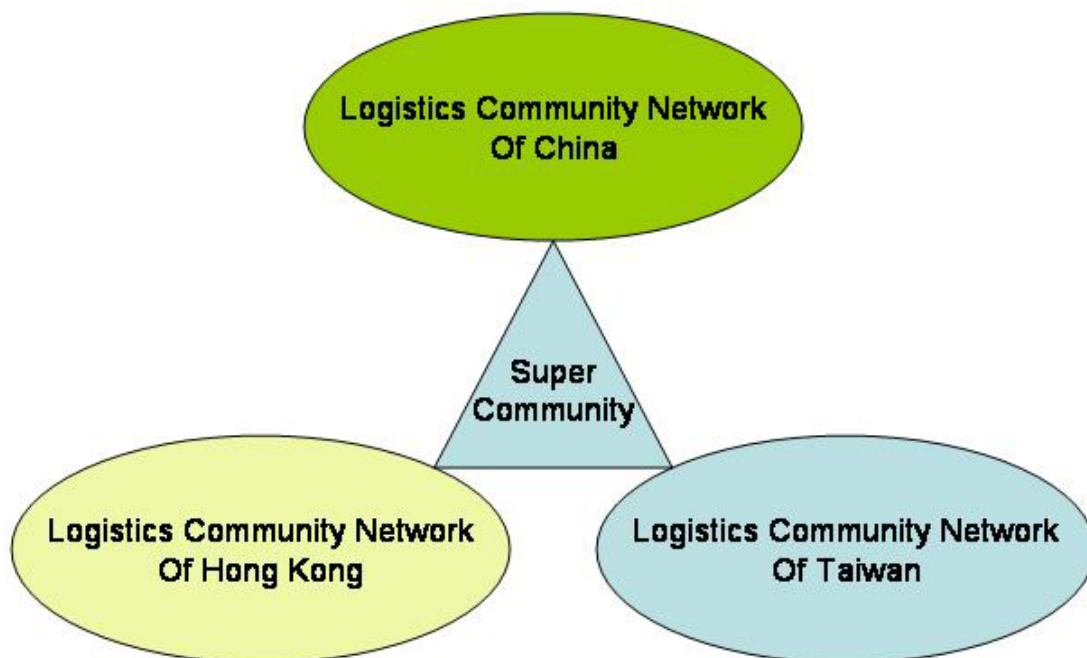 Logistics Community Network
Of China
Super
Community
Logistics Community Network
Of Hong Kong
Logistics Community Network
Of Taiwan